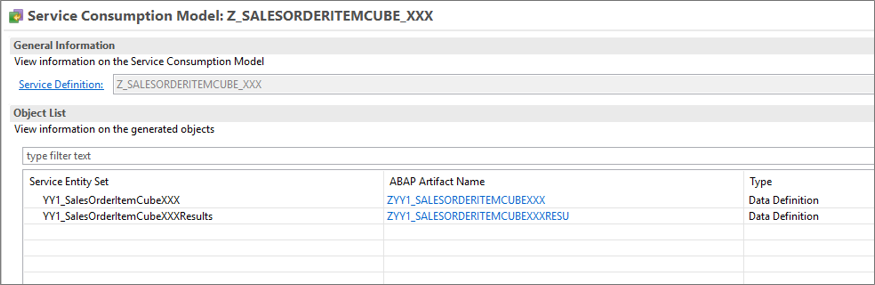 Service Consumption Model: Z_SALESORDERITEMCUBE_XXX
General Information
View information on the Service Consumption Model
Service Definition: Z_SALESORDERITEMCUBE_XXX
Object List
View information on the generated objects
type filter text
Service Entity Set ABAP Artifact Name Type
YY1_SalesOrderItemCubeXXX ZYY1_SALESORDERITEMCUBEXXX Data Definition
YY1_SalesOrderItemCubeXXXResults ZYY1_SALESORDERITEMCUBEXXXRESU Data Definition